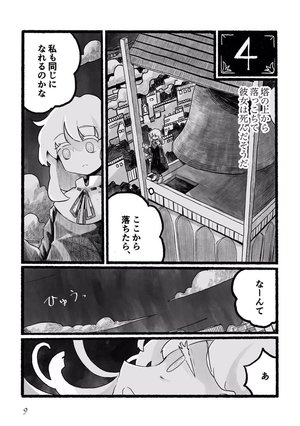 4
塔の上から
落っこちて
彼女は死んだそうだ
ここから
落ちたら、
私も同じに
なれるのかな
なーんて
ひゅうっ
あ
9